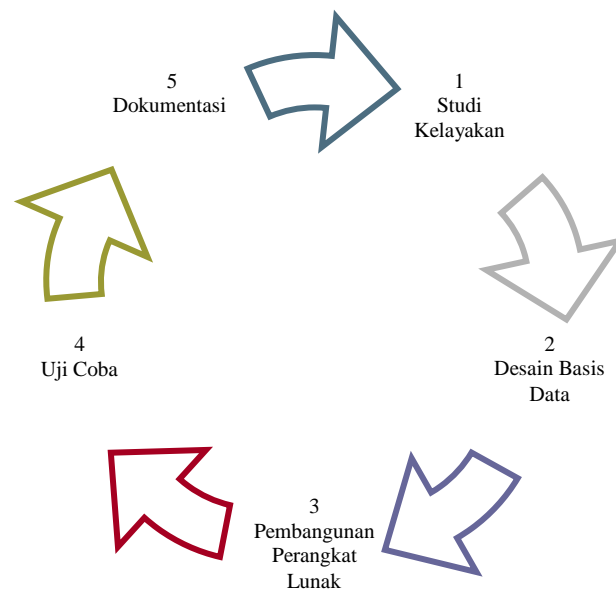 1
Studi
Kelayakan
2
Desain Basis
Data
3
Pembangunan
Perangkat
Lunak
4
Uji Coba
5
Dokumentasi